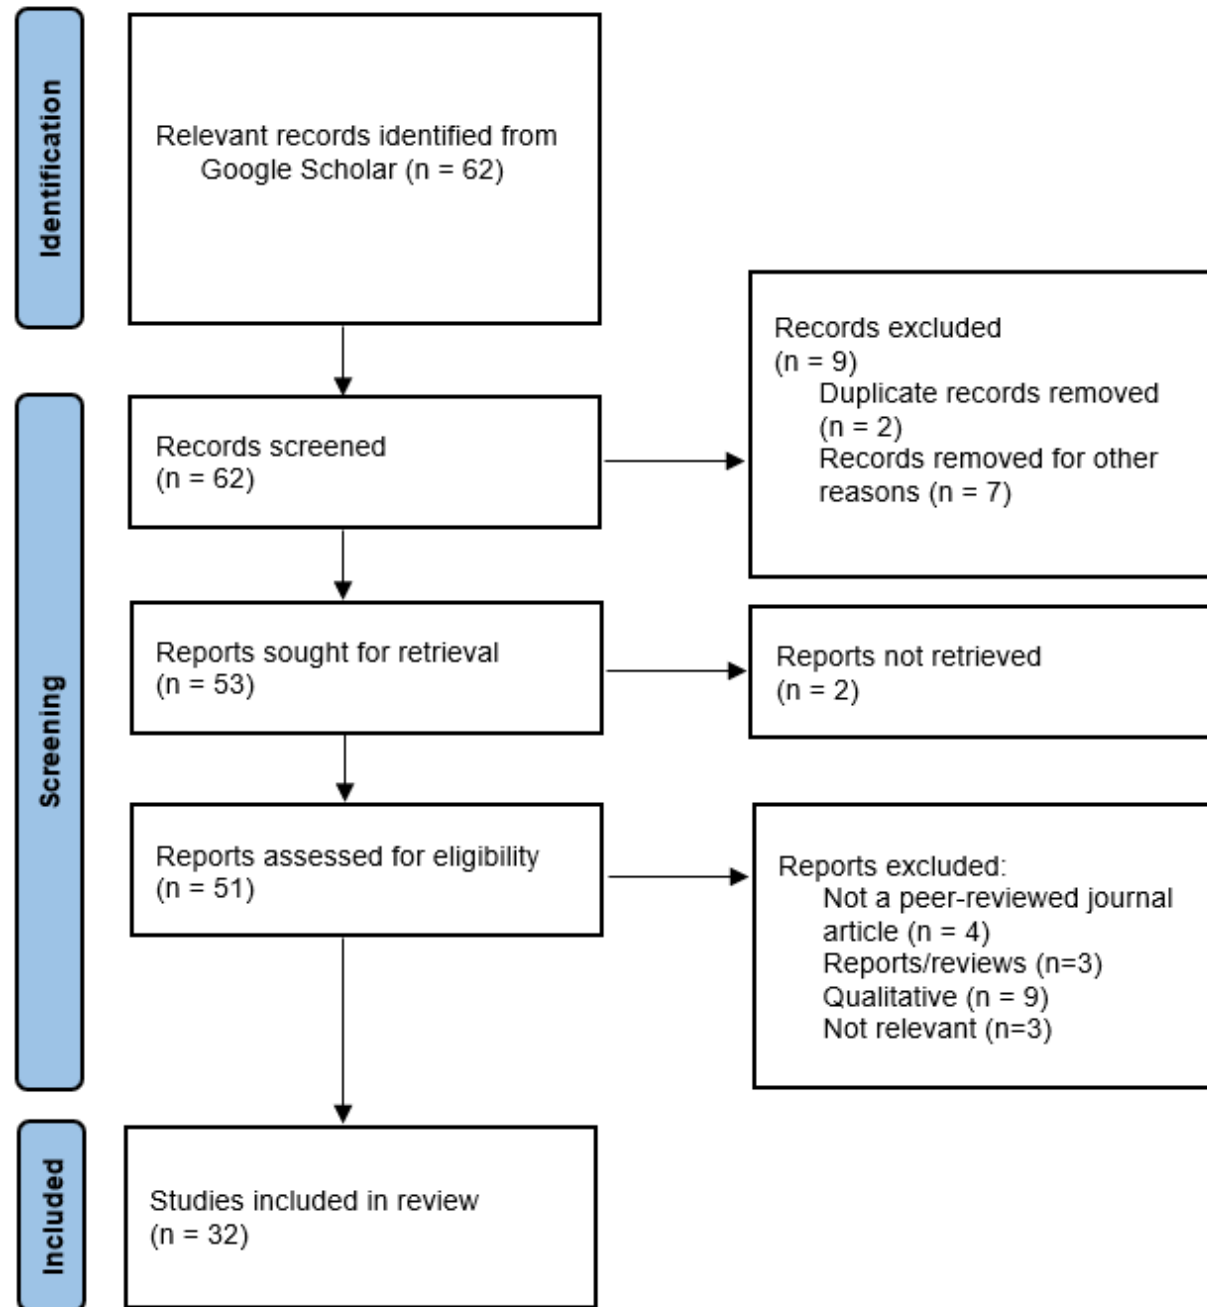 Identification
Relevant records identified from
Google Scholar (n = 62)
Records excluded
(n = 9)
Duplicate records removed
(n = 2)
Records removed for other
reasons (n = 7)
Screening
Records screened
(n = 62)
Reports sought for retrieval
(n = 53)
Reports not retrieved
(n = 2)
Reports assessed for eligibility
(n = 51)
Reports excluded:
Not a peer-reviewed journal
article (n = 4)
Reports/reviews (n=3)
Qualitative (n = 9)
Not relevant (n=3)
Included
Studies included in review
(n = 32)